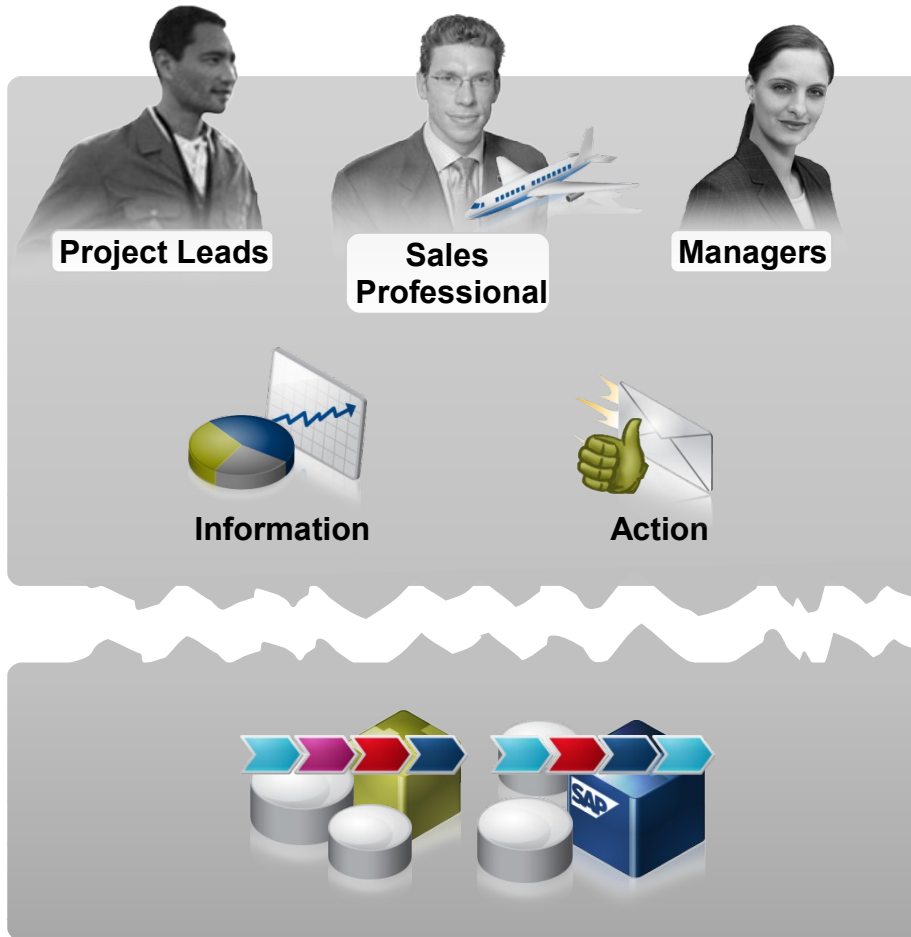 Project Leads
Sales
Professional
Managers
Information
Action
SAP